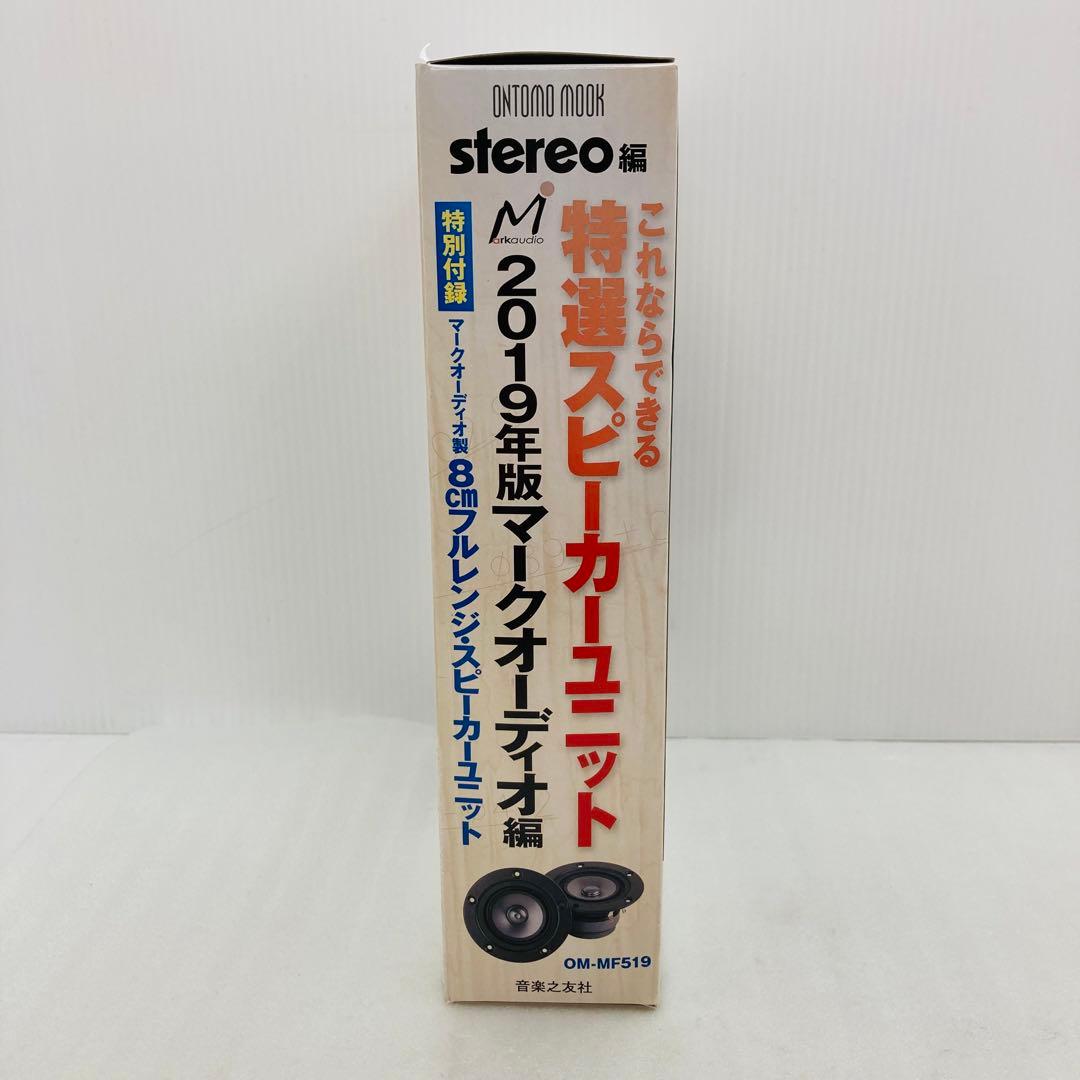 ONTOMO MOOK
stereo編
これならできる
特選スピーカーユニット
Markaudio
2019年版マークオーディオ編
特別付録
マークオーディオ製 8cmフルレンジ・スピーカーユニット
OM-MF519
音楽之友社